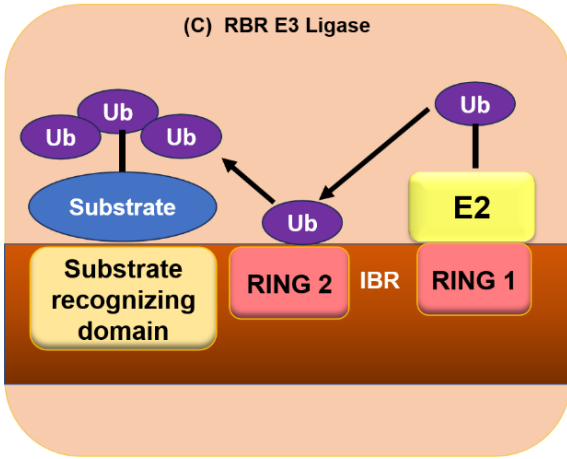 (C) RBR E3 Ligase
Ub
Ub
Ub
Ub
Substrate
E2
Ub
Substrate
recognizing
domain
RING 2
IBR
RING 1